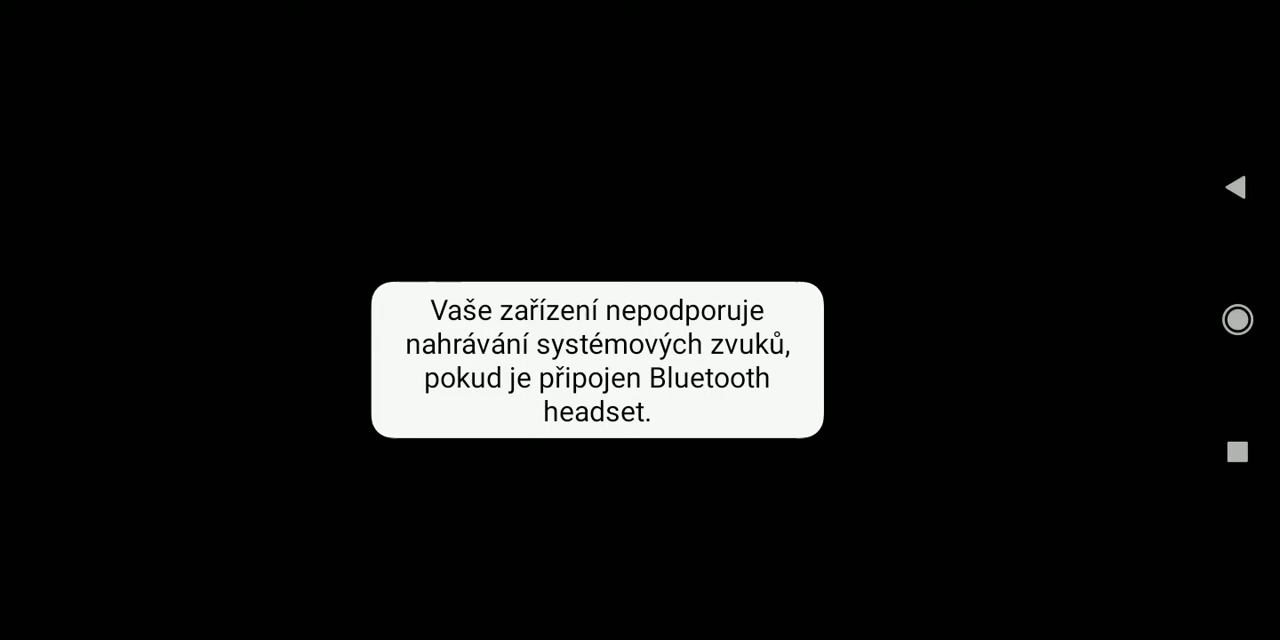 Vaše zařízení nepodporuje
nahrávání systémových zvuků,
pokud je připojen Bluetooth
headset.